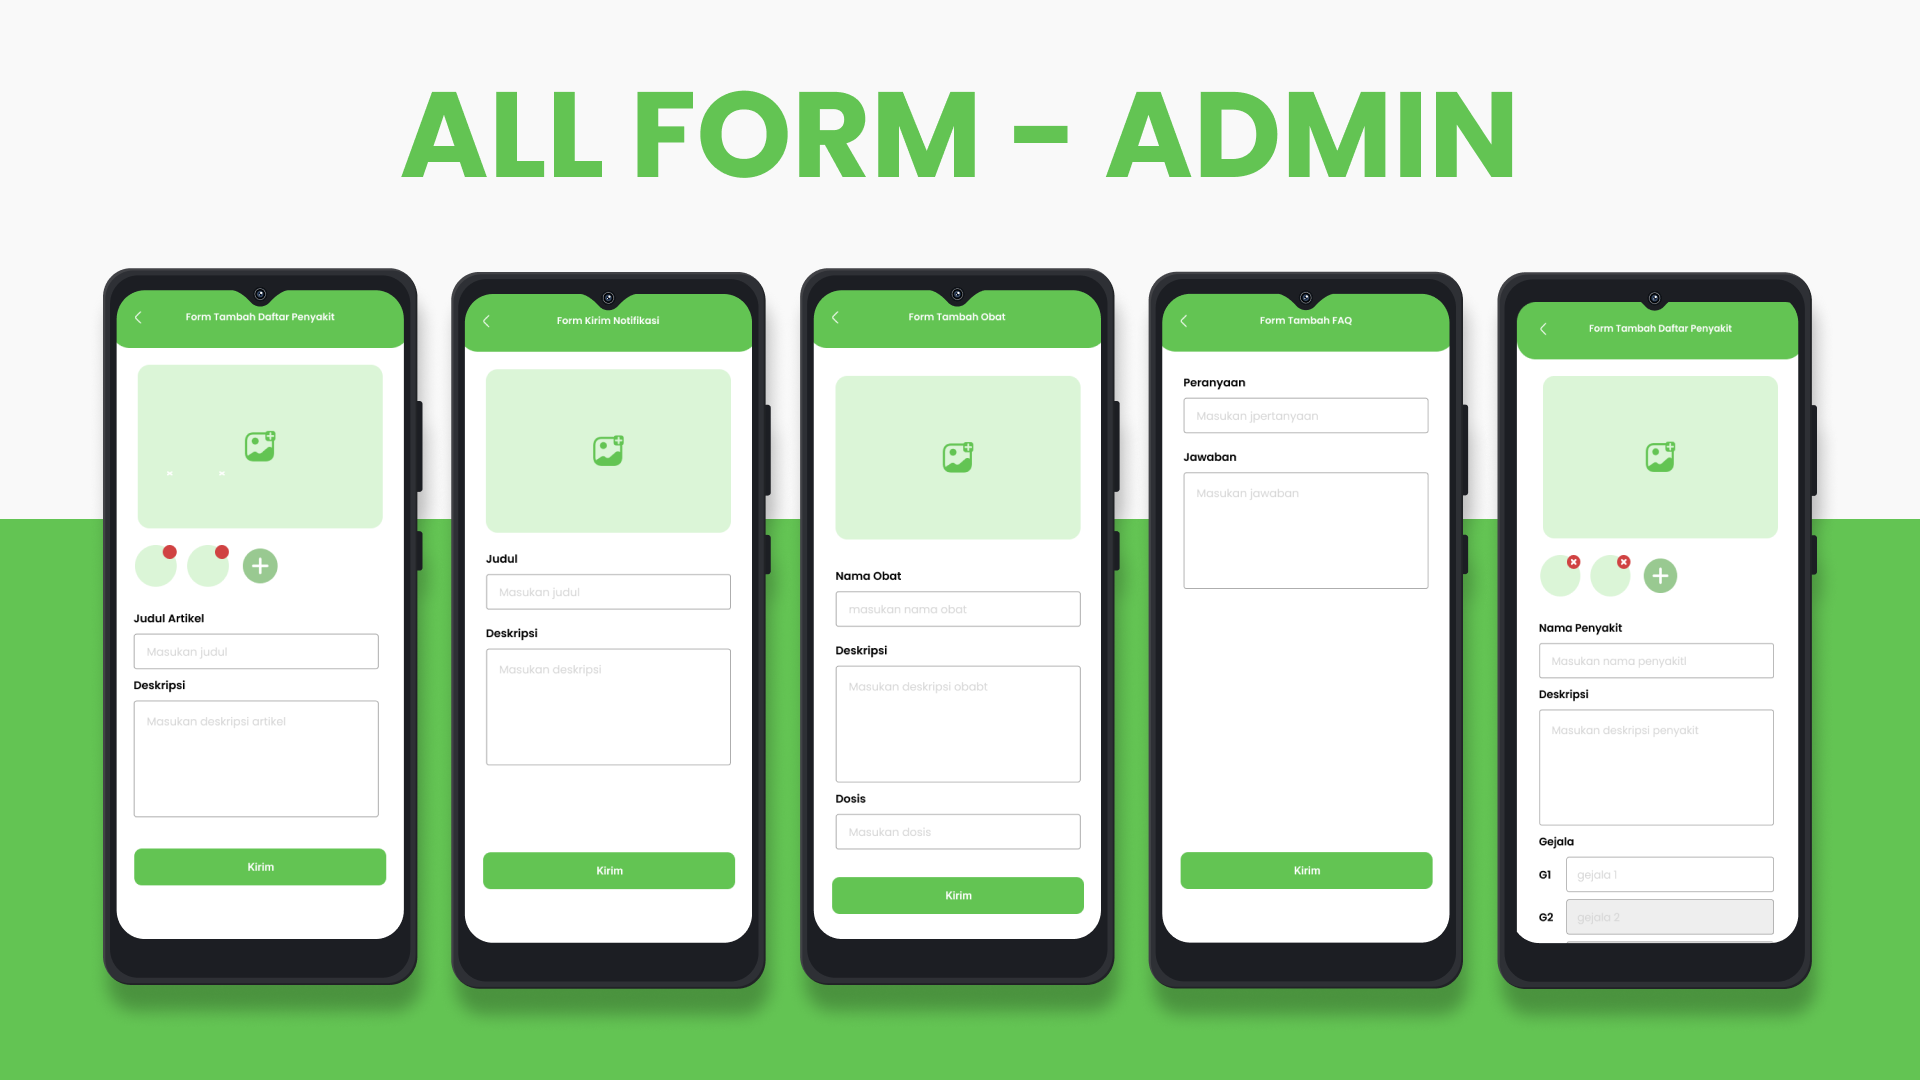 ALL FORM - ADMIN
Form Tambah Daftar Penyakit
Judul Artikel
Masukan judul
Deskripsi
Masukan deskripsi artikel
Kirim
Form Kirim Notifikasi
Judul
Masukan judul
Deskripsi
Masukan deskripsi
Kirim
Form Tambah Obat
Nama Obat
masukan nama obat
Deskripsi
Masukan deskripsi obabt
Dosis
Masukan dosis
Kirim
Form Tambah FAQ
Peranyaan
Masukan jpertanyaan
Jawaban
Masukan jawaban
Kirim
Form Tambah Daftar Penyakit
Nama Penyakit
Masukan nama penyakitl
Deskripsi
Masukan deskripsi penyakit
Gejala
G1
gejala 1
G2
gejala 2